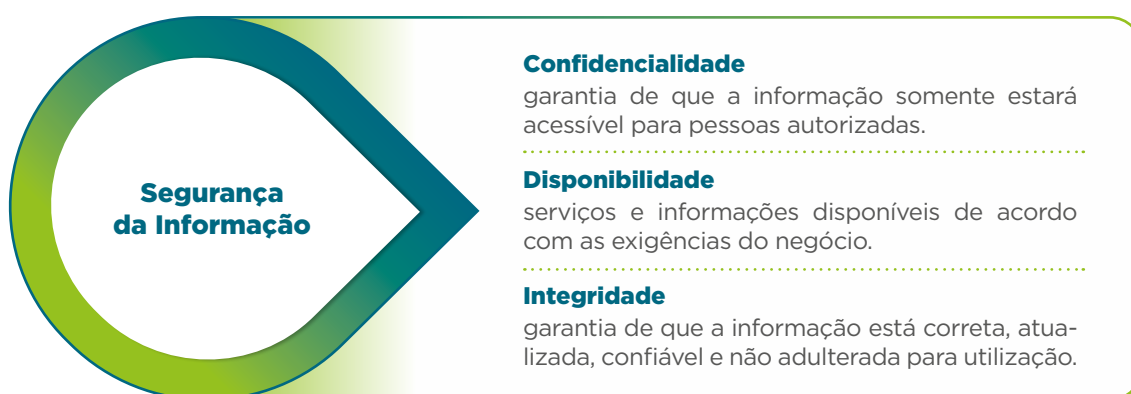 Segurança
da Informação
Confidencialidade
garantia de que a informação somente estará
acessível para pessoas autorizadas.
Disponibilidade
serviços e informações disponíveis de acordo
com as exigências do negócio.
Integridade
garantia de que a informação está correta, atua-
lizada, confiável e não adulterada para utilização.